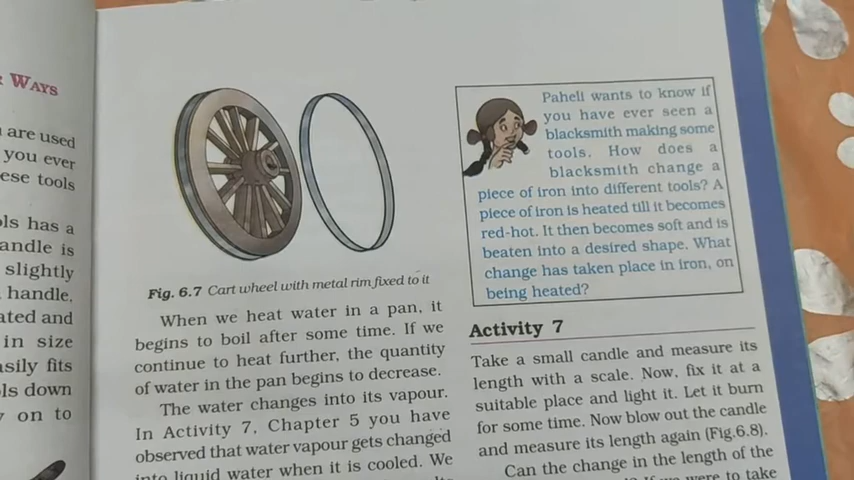 WAYS
are used
you ever
ese tools
ols has a
andle is
slightly
handle.
ated and
in size
asily fits
ols down
on to
Fig. 6.7 Cart wheel with metal rim fixed to it
When we heat water in a pan, it
begins to boil after some time. If we
continue to heat further, the quantity
of water in the pan begins to decrease.
The water changes into its vapour.
In Activity 7, Chapter 5 you have
observed that water vapour gets changed
into liquid water when it is cooled. We
Paheli wants to know if
you have ever seen a
blacksmith making some
tools. How does a
blacksmith change a
piece of iron into different tools? A
piece of iron is heated till it becomes
red-hot. It then becomes soft and is
beaten into a desired shape. What
change has taken place in iron, on
being heated?
Activity 7
Take a small candle and measure its
length with a scale. Now, fix it at a
suitable place and light it. Let it burn
for some time. Now blow out the candle
and measure its length again (Fig.6.8).
Can the change in the length of the
If we were to take